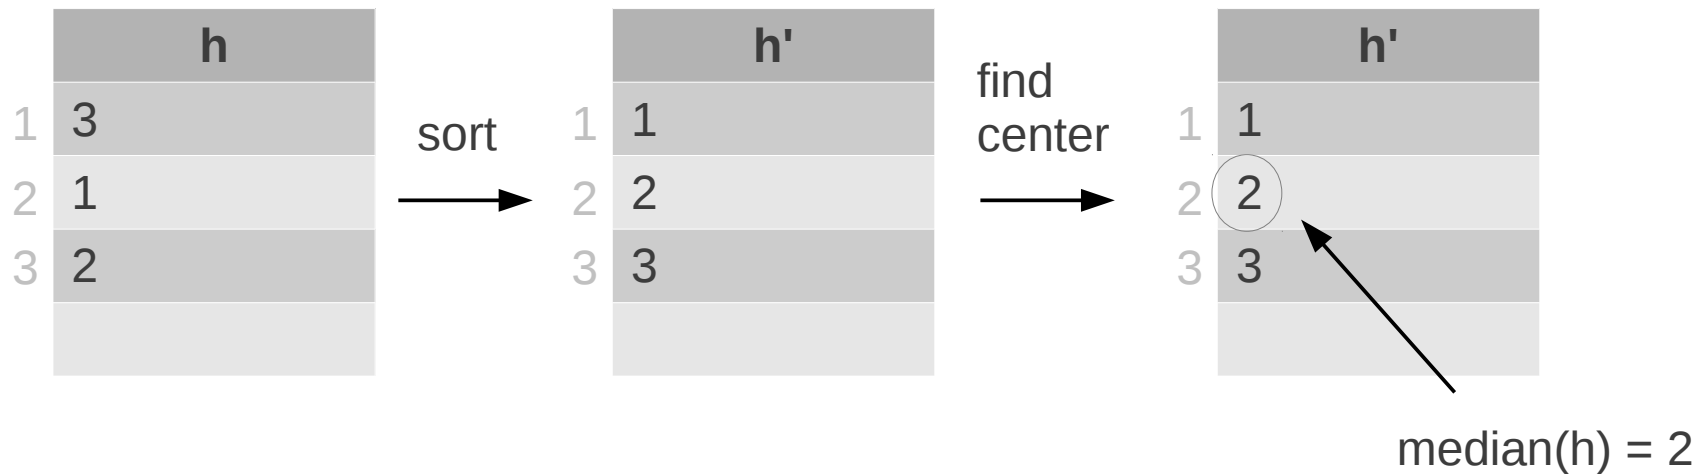 h
1 3
2 1
3 2
sort
h'
1 1
2 2
3 3
find
center
h'
1 1
2 2
3 3
median(h) = 2